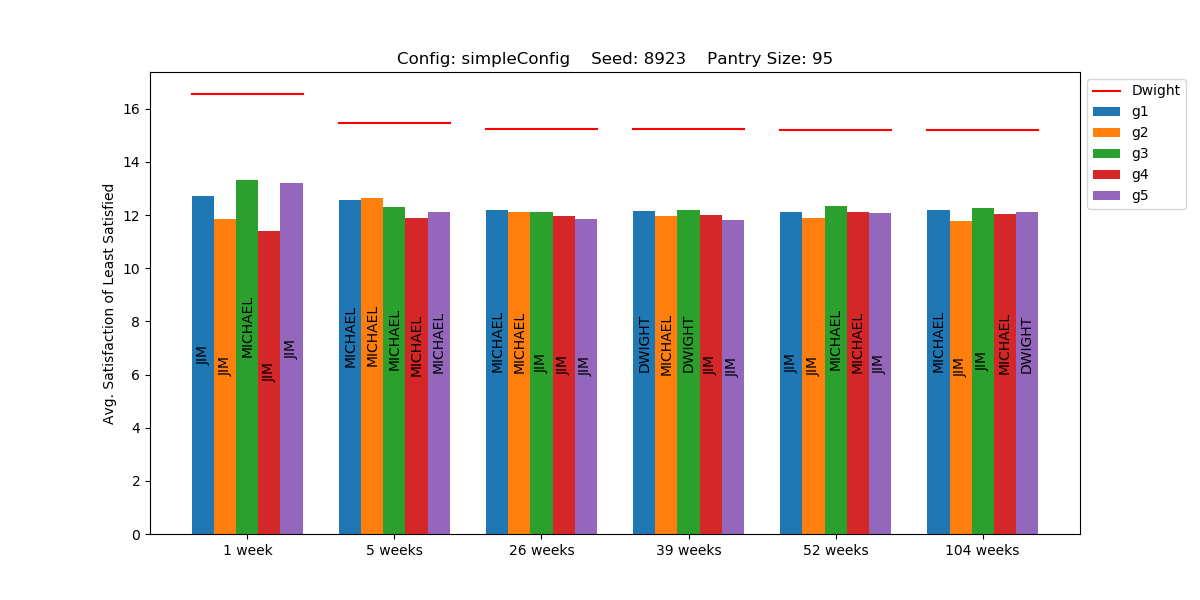 Config: simpleConfig    Seed: 8923    Pantry Size: 95
Avg. Satisfaction of Least Satisfied
16
14
12
10
8
6
4
2
0
JIM
JIM
MICHAEL
JIM
JIM
MICHAEL
MICHAEL
MICHAEL
MICHAEL
MICHAEL
MICHAEL
MICHAEL
JIM
JIM
JIM
DWIGHT
MICHAEL
DWIGHT
JIM
JIM
JIM
JIM
MICHAEL
MICHAEL
JIM
MICHAEL
JIM
JIM
MICHAEL
DWIGHT
1 week
5 weeks
26 weeks
39 weeks
52 weeks
104 weeks
Dwight
g1
g2
g3
g4
g5